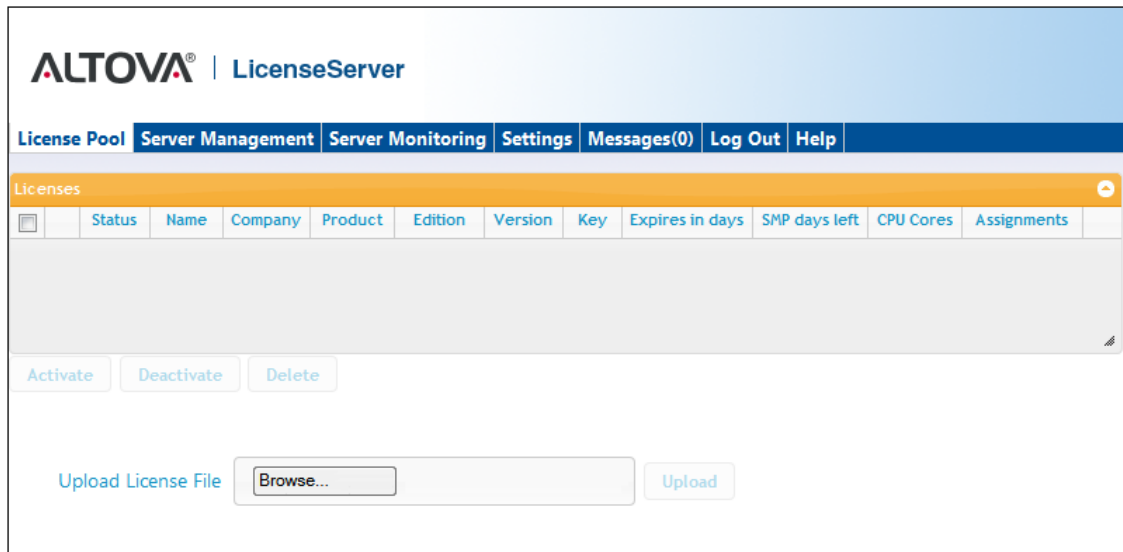 ALTOVA® | LicenseServer
License Pool Server Management Server Monitoring Settings Messages(0) Log Out Help
Licenses
Status Name Company Product Edition Version Key Expires in days SMP days left CPU Cores Assignments
Activate Deactivate Delete
Upload License File Browse... Upload